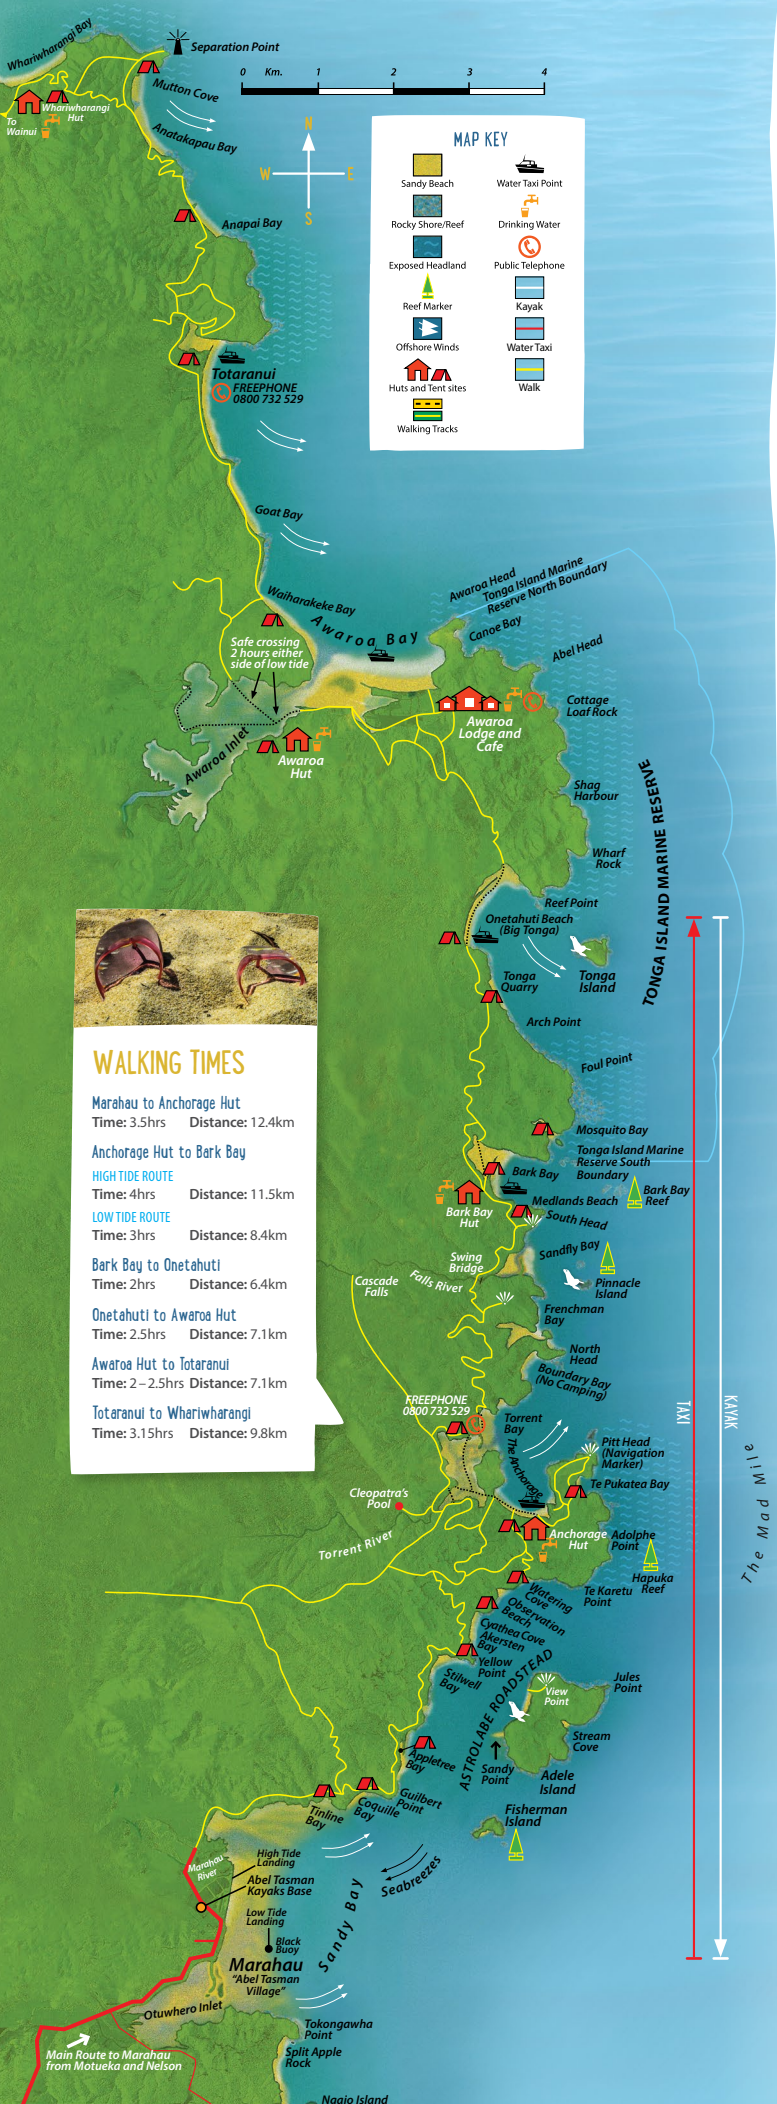 Whariwharangi Bay
Separation Point
Mutton Cove
Whariwharangi
Hut
To
Wainui
Anatakapau Bay
0 Km. 1 2 3 4
N
W E
S
Anapai Bay
MAP KEY
Sandy Beach
Water Taxi Point
Rocky Shore/Reef
Drinking Water
Exposed Headland
Public Telephone
Reef Marker
Kayak
Offshore Winds
Water Taxi
Huts and Tent sites
Walk
Walking Tracks
Totaranui
FREEPHONE
0800 732 529
Goat Bay
Waiharakeke Bay
Awaroa Bay
Awaroa Head
Tonga Island Marine
Reserve North Boundary
Canoe Bay
Abel Head
Safe crossing
2 hours either
side of low tide
Cottage
Loaf Rock
Awaroa
Lodge and
Cafe
Awaroa Inlet
Awaroa
Hut
Shag
Harbour
Wharf
Rock
TONGA ISLAND MARINE RESERVE
Reef Point
Onetahuti Beach
(Big Tonga)
Tonga
Island
Tonga
Quarry
Arch Point
Foul Point
Mosquito Bay
Tonga Island Marine
Reserve South
Boundary
Bark Bay
Bark Bay
Reef
Bark Bay
Hut
Medlands Beach
South Head
Sandfly Bay
Swing
Bridge
Falls River
Cascade
Falls
Pinnacle
Island
Frenchman
Bay
North
Head
Boundary Bay
(No Camping)
WALKING TIMES
Marahau to Anchorage Hut
Time: 3.5hrs Distance: 12.4km
Anchorage Hut to Bark Bay
HIGH TIDE ROUTE
Time: 4hrs Distance: 11.5km
LOW TIDE ROUTE
Time: 3hrs Distance: 8.4km
Bark Bay to Onetahuti
Time: 2hrs Distance: 6.4km
Onetahuti to Awaroa Hut
Time: 2.5hrs Distance: 7.1km
Awaroa Hut to Totaranui
Time: 2–2.5hrs Distance: 7.1km
Totaranui to Whariwharangi
Time: 3.15hrs Distance: 9.8km
FREEPHONE
0800 732 529
Torrent
Bay
The Anchorage
Pitt Head
(Navigation
Marker)
Te Pukatea Bay
TAXI
KAYAK
The Mad Mile
Cleopatra's
Pool
Torrent River
Anchorage
Hut
Adolphe
Point
Hapuka
Reef
Te Karetu
Point
Watering
Cove
Observation
Beach
Cyathea Cove
Akersten
Bay
Yellow
Point
Stilwell
Bay
ASTROLABE ROADSTEAD
View
Point
Jules
Point
Stream
Cove
Sandy
Point
Adele
Island
Appletree
Bay
Guilbert
Point
Coquille
Bay
Tinline
Bay
Fisherman
Island
Marahau
River
High Tide
Landing
Abel Tasman
Kayaks Base
Seabreezes
Low Tide
Landing
Black
Buoy
Sandy Bay
Marahau
"Abel Tasman
Village"
Otuwhero Inlet
Tokongawha
Point
Split Apple
Rock
Main Route to Marahau
from Motueka and Nelson
Ngaio Island